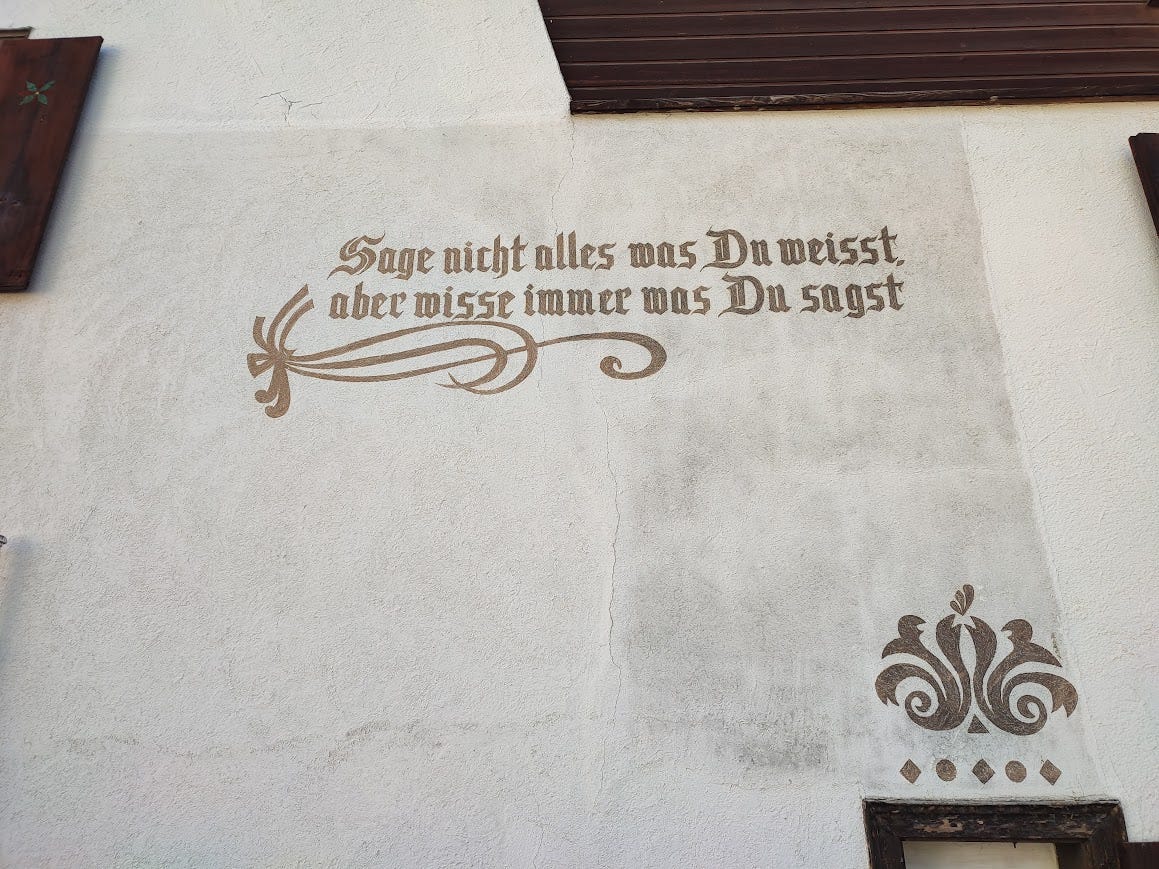 Sage nicht alles was Du weisst,
aber wisse immer was Du sagst